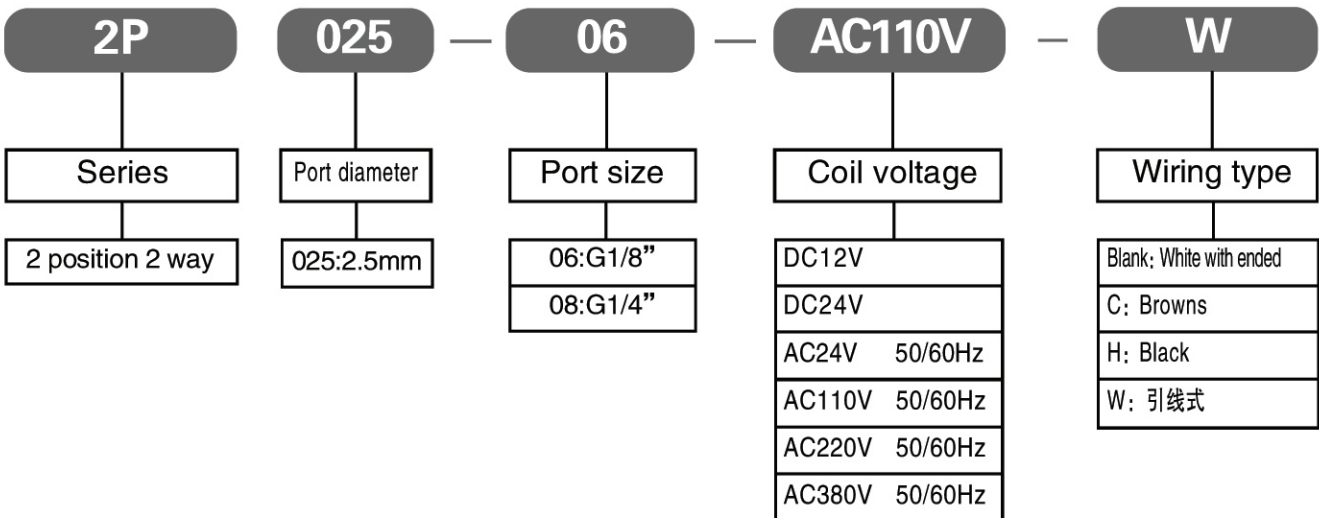 2P 025 — 06 — AC110V — W
Series
Port diameter
Port size
Coil voltage
Wiring type
2 position 2 way
025:2.5mm
06:G1/8”
08:G1/4”
DC12V
DC24V
AC24V 50/60Hz
AC110V 50/60Hz
AC220V 50/60Hz
AC380V 50/60Hz
Blank: White with ended
C: Browns
H: Black
W: 引线式